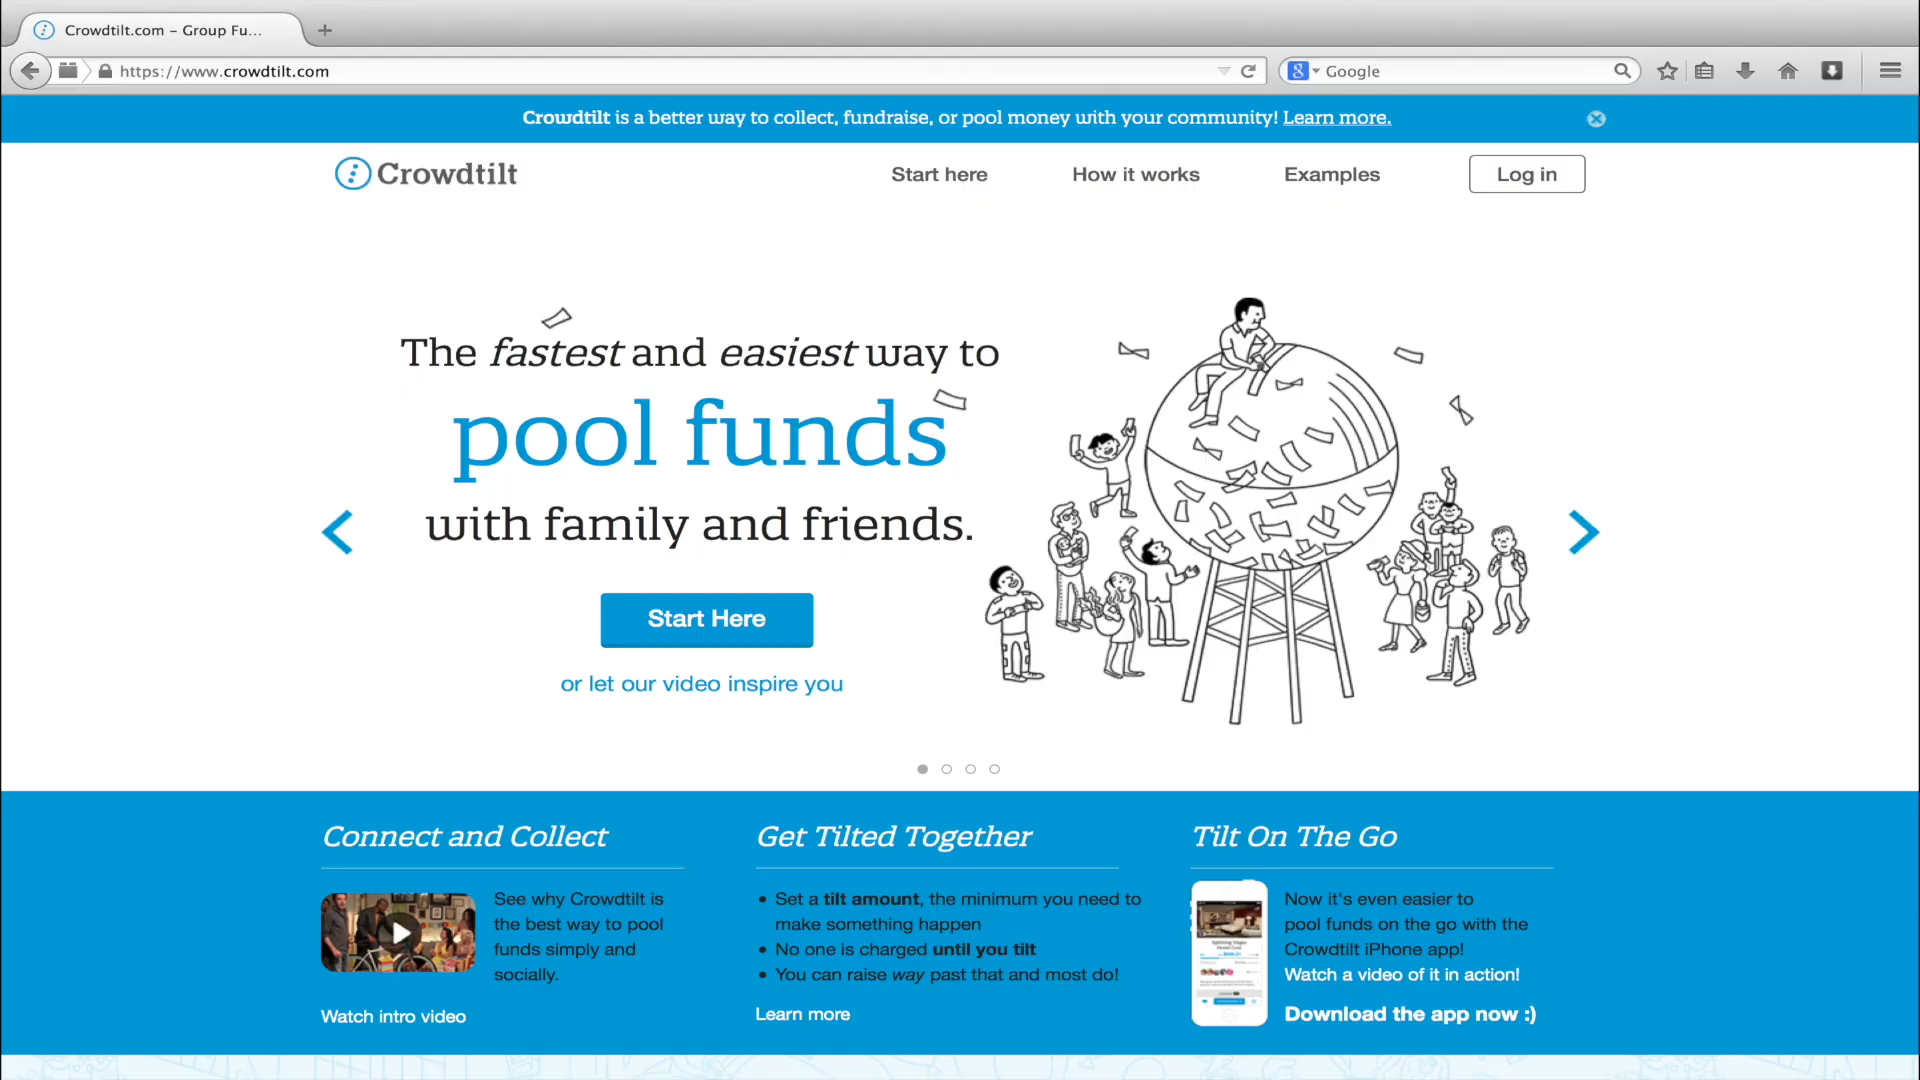 Crowdtilt.com – Group Fu...
https://www.crowdtilt.com
Google
Crowdtilt is a better way to collect, fundraise, or pool money with your community! Learn more.
Crowdtilt
Start here
How it works
Examples
Log in
The fastest and easiest way to
pool funds
with family and friends.
Start Here
or let our video inspire you
Connect and Collect
See why Crowdtilt is
the best way to pool
funds simply and
socially.
Watch intro video
Get Tilted Together
• Set a tilt amount, the minimum you need to
make something happen
• No one is charged until you tilt
• You can raise way past that and most do!
Learn more
Tilt On The Go
Now it's even easier to
pool funds on the go with the
Crowdtilt iPhone app!
Watch a video of it in action!
Download the app now :)